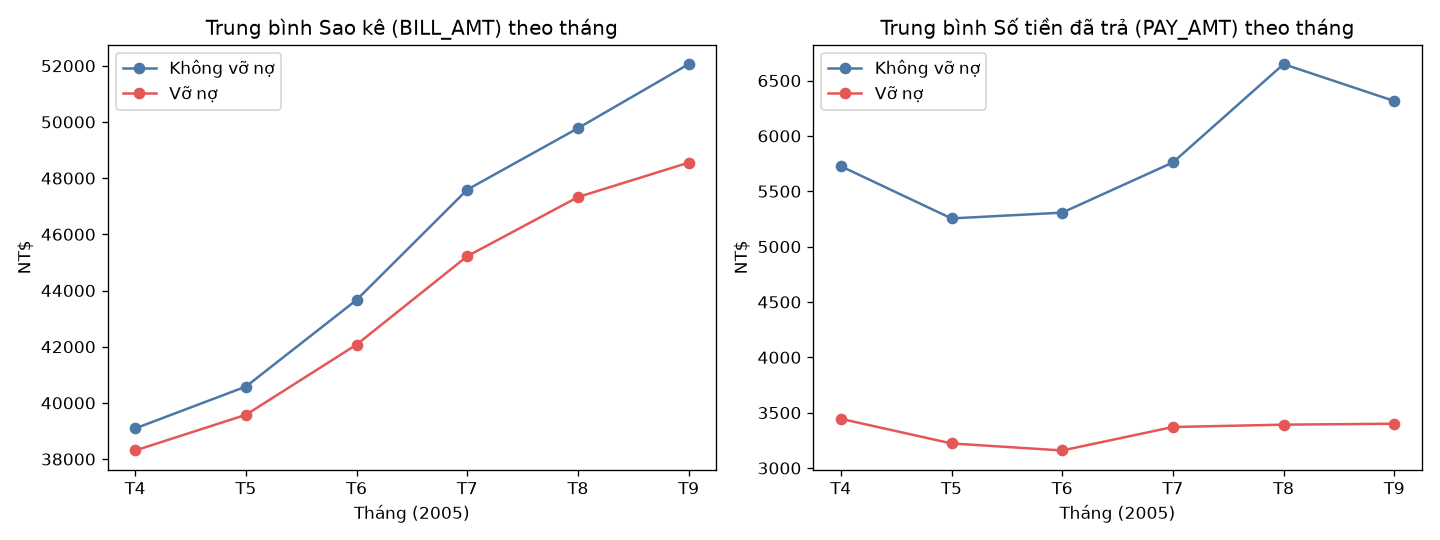 Trung bình Sao kê (BILL_AMT) theo tháng
Không vỡ nợ
Vỡ nợ
52000
50000
48000
46000
44000
42000
40000
38000
NT$
T4 T5 T6 T7 T8 T9
Tháng (2005)
Trung bình Số tiền đã trả (PAY_AMT) theo tháng
Không vỡ nợ
Vỡ nợ
6500
6000
5500
5000
4500
4000
3500
3000
NT$
T4 T5 T6 T7 T8 T9
Tháng (2005)